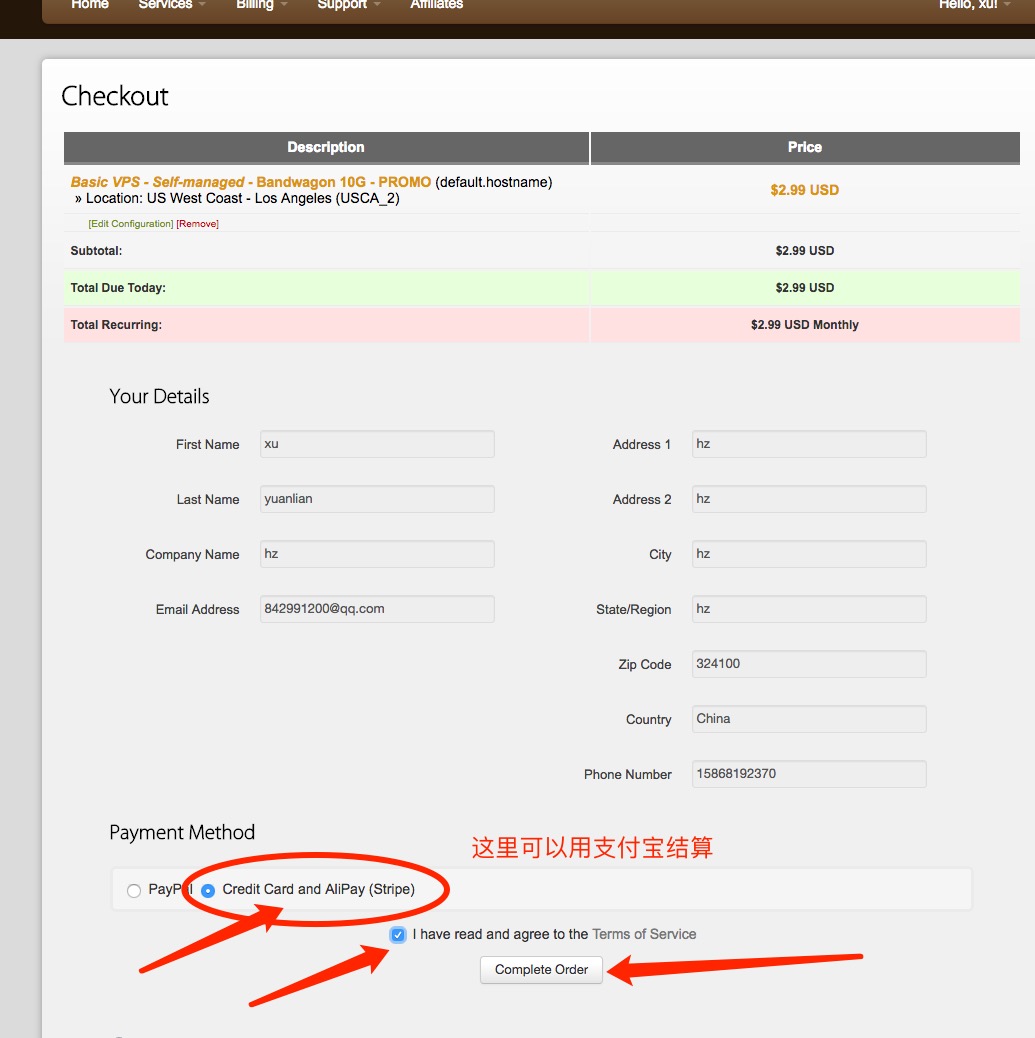 Home Services Billing Support Affiliates Hello, xu!
Checkout
Description Price
Basic VPS - Self-managed - Bandwagon 10G - PROMO (default.hostname) $2.99 USD
» Location: US West Coast - Los Angeles (USCA_2)
[Edit Configuration] [Remove]
Subtotal: $2.99 USD
Total Due Today: $2.99 USD
Total Recurring: $2.99 USD Monthly
Your Details
First Name xu Address 1 hz
Last Name yuanlian Address 2 hz
Company Name hz City hz
Email Address 842991200@qq.com State/Region hz
Zip Code 324100
Country China
Phone Number 15868192370
Payment Method
这里可以用支付宝结算
PayPal Credit Card and AliPay (Stripe)
I have read and agree to the Terms of Service
Complete Order